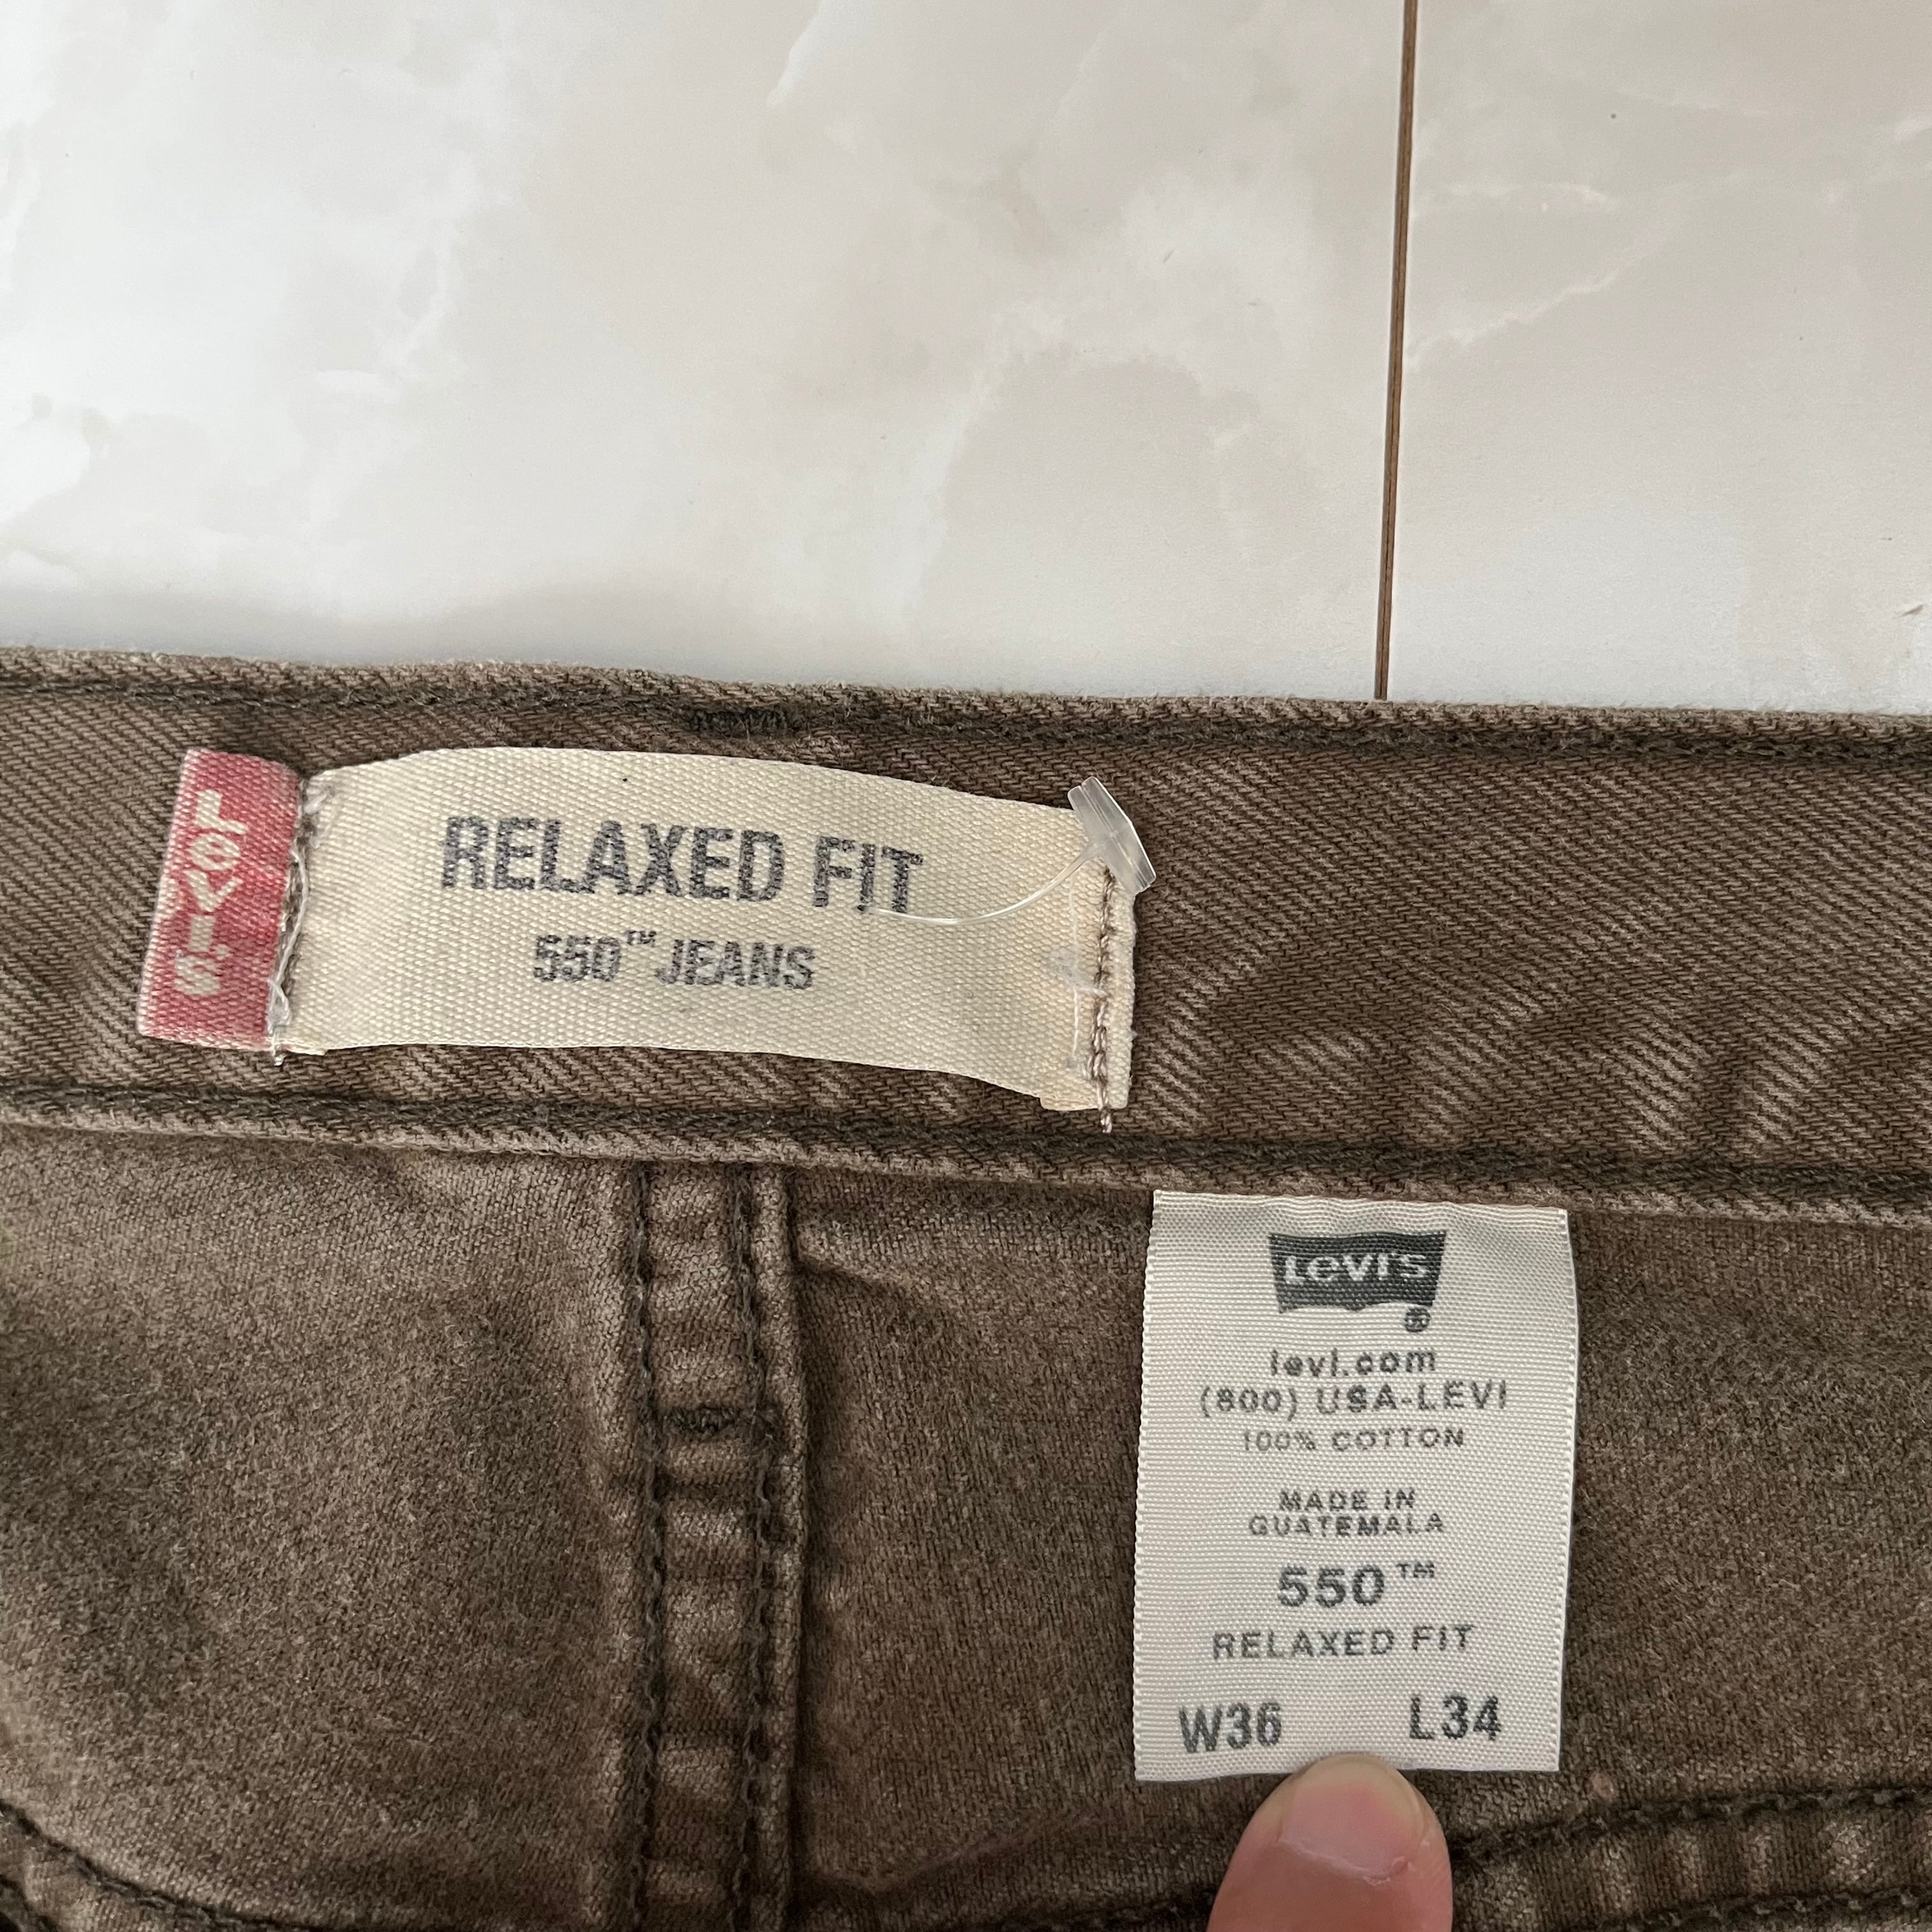 LEVI'S
RELAXED FIT
550™ JEANS
LEVI'S
®
levi.com
(800) USA-LEVI
100% COTTON
MADE IN
GUATEMALA
550™
RELAXED FIT
W36 L34